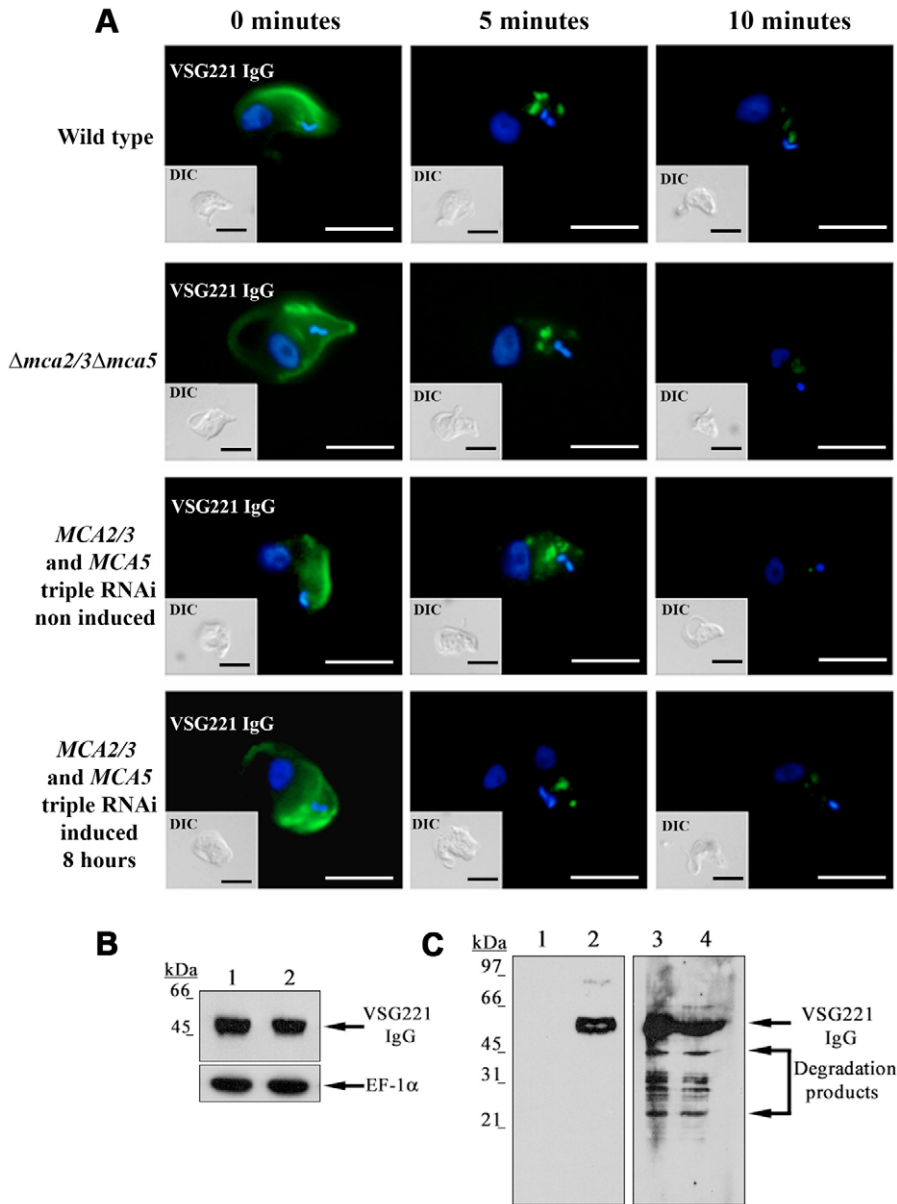 A
0 minutes
5 minutes
10 minutes
Wild type
VSG221 IgG
DIC
DIC
DIC
Δmca2/3Δmca5
VSG221 IgG
DIC
DIC
DIC
MCA2/3
and MCA5
triple RNAi
non induced
VSG221 IgG
DIC
DIC
DIC
MCA2/3
and MCA5
triple RNAi
induced
8 hours
VSG221 IgG
DIC
DIC
DIC
B
kDa
1 2
66
45
VSG221
IgG
EF-1α
C
kDa
1 2 3 4
97
66
45
31
21
VSG221
IgG
Degradation
products